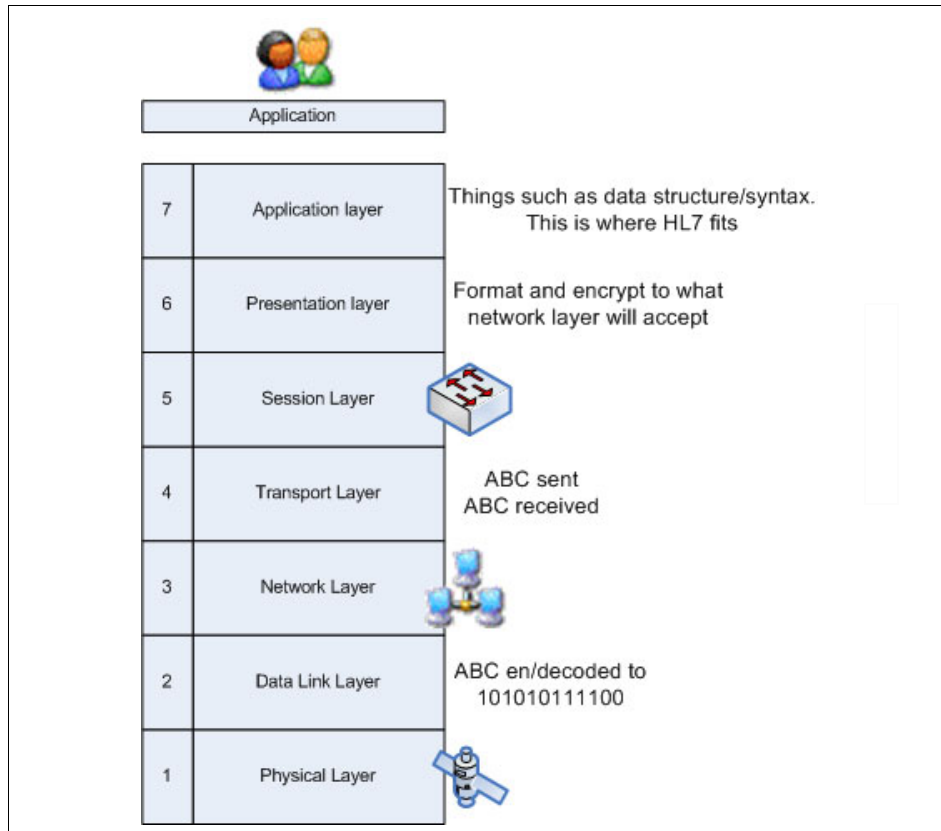 Application
7 Application layer
Things such as data structure/syntax.
This is where HL7 fits
6 Presentation layer
Format and encrypt to what
network layer will accept
5 Session Layer
4 Transport Layer
ABC sent
ABC received
3 Network Layer
2 Data Link Layer
ABC en/decoded to
101010111100
1 Physical Layer